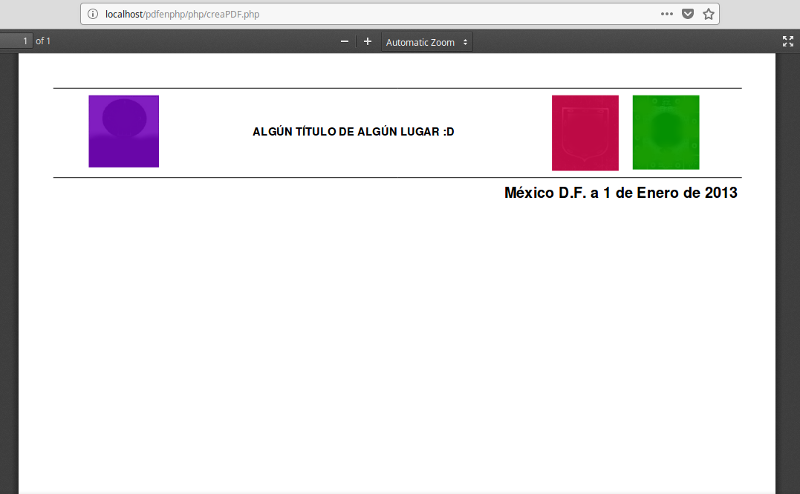 localhost/pdfenphp/php/creaPDF.php
1 of 1
Automatic Zoom
ALGÚN TÍTULO DE ALGÚN LUGAR :D
México D.F. a 1 de Enero de 2013